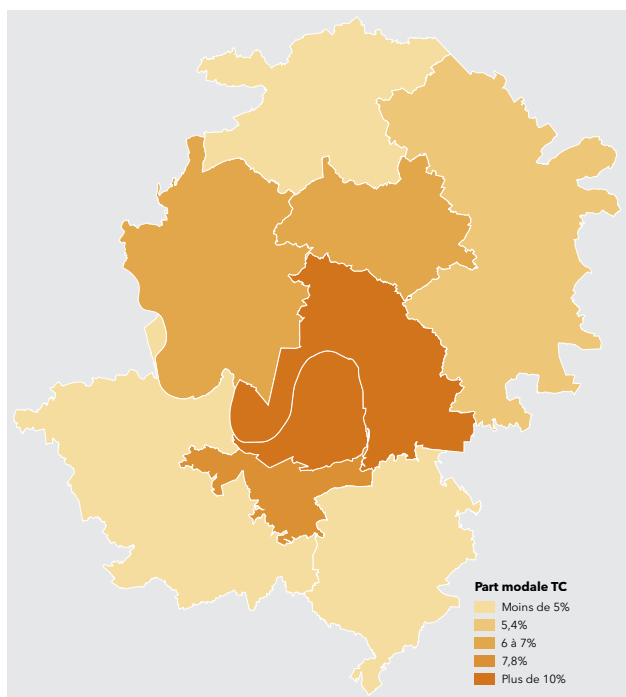 Part modale TC
Moins de 5%
5,4%
6 à 7%
7,8%
Plus de 10%